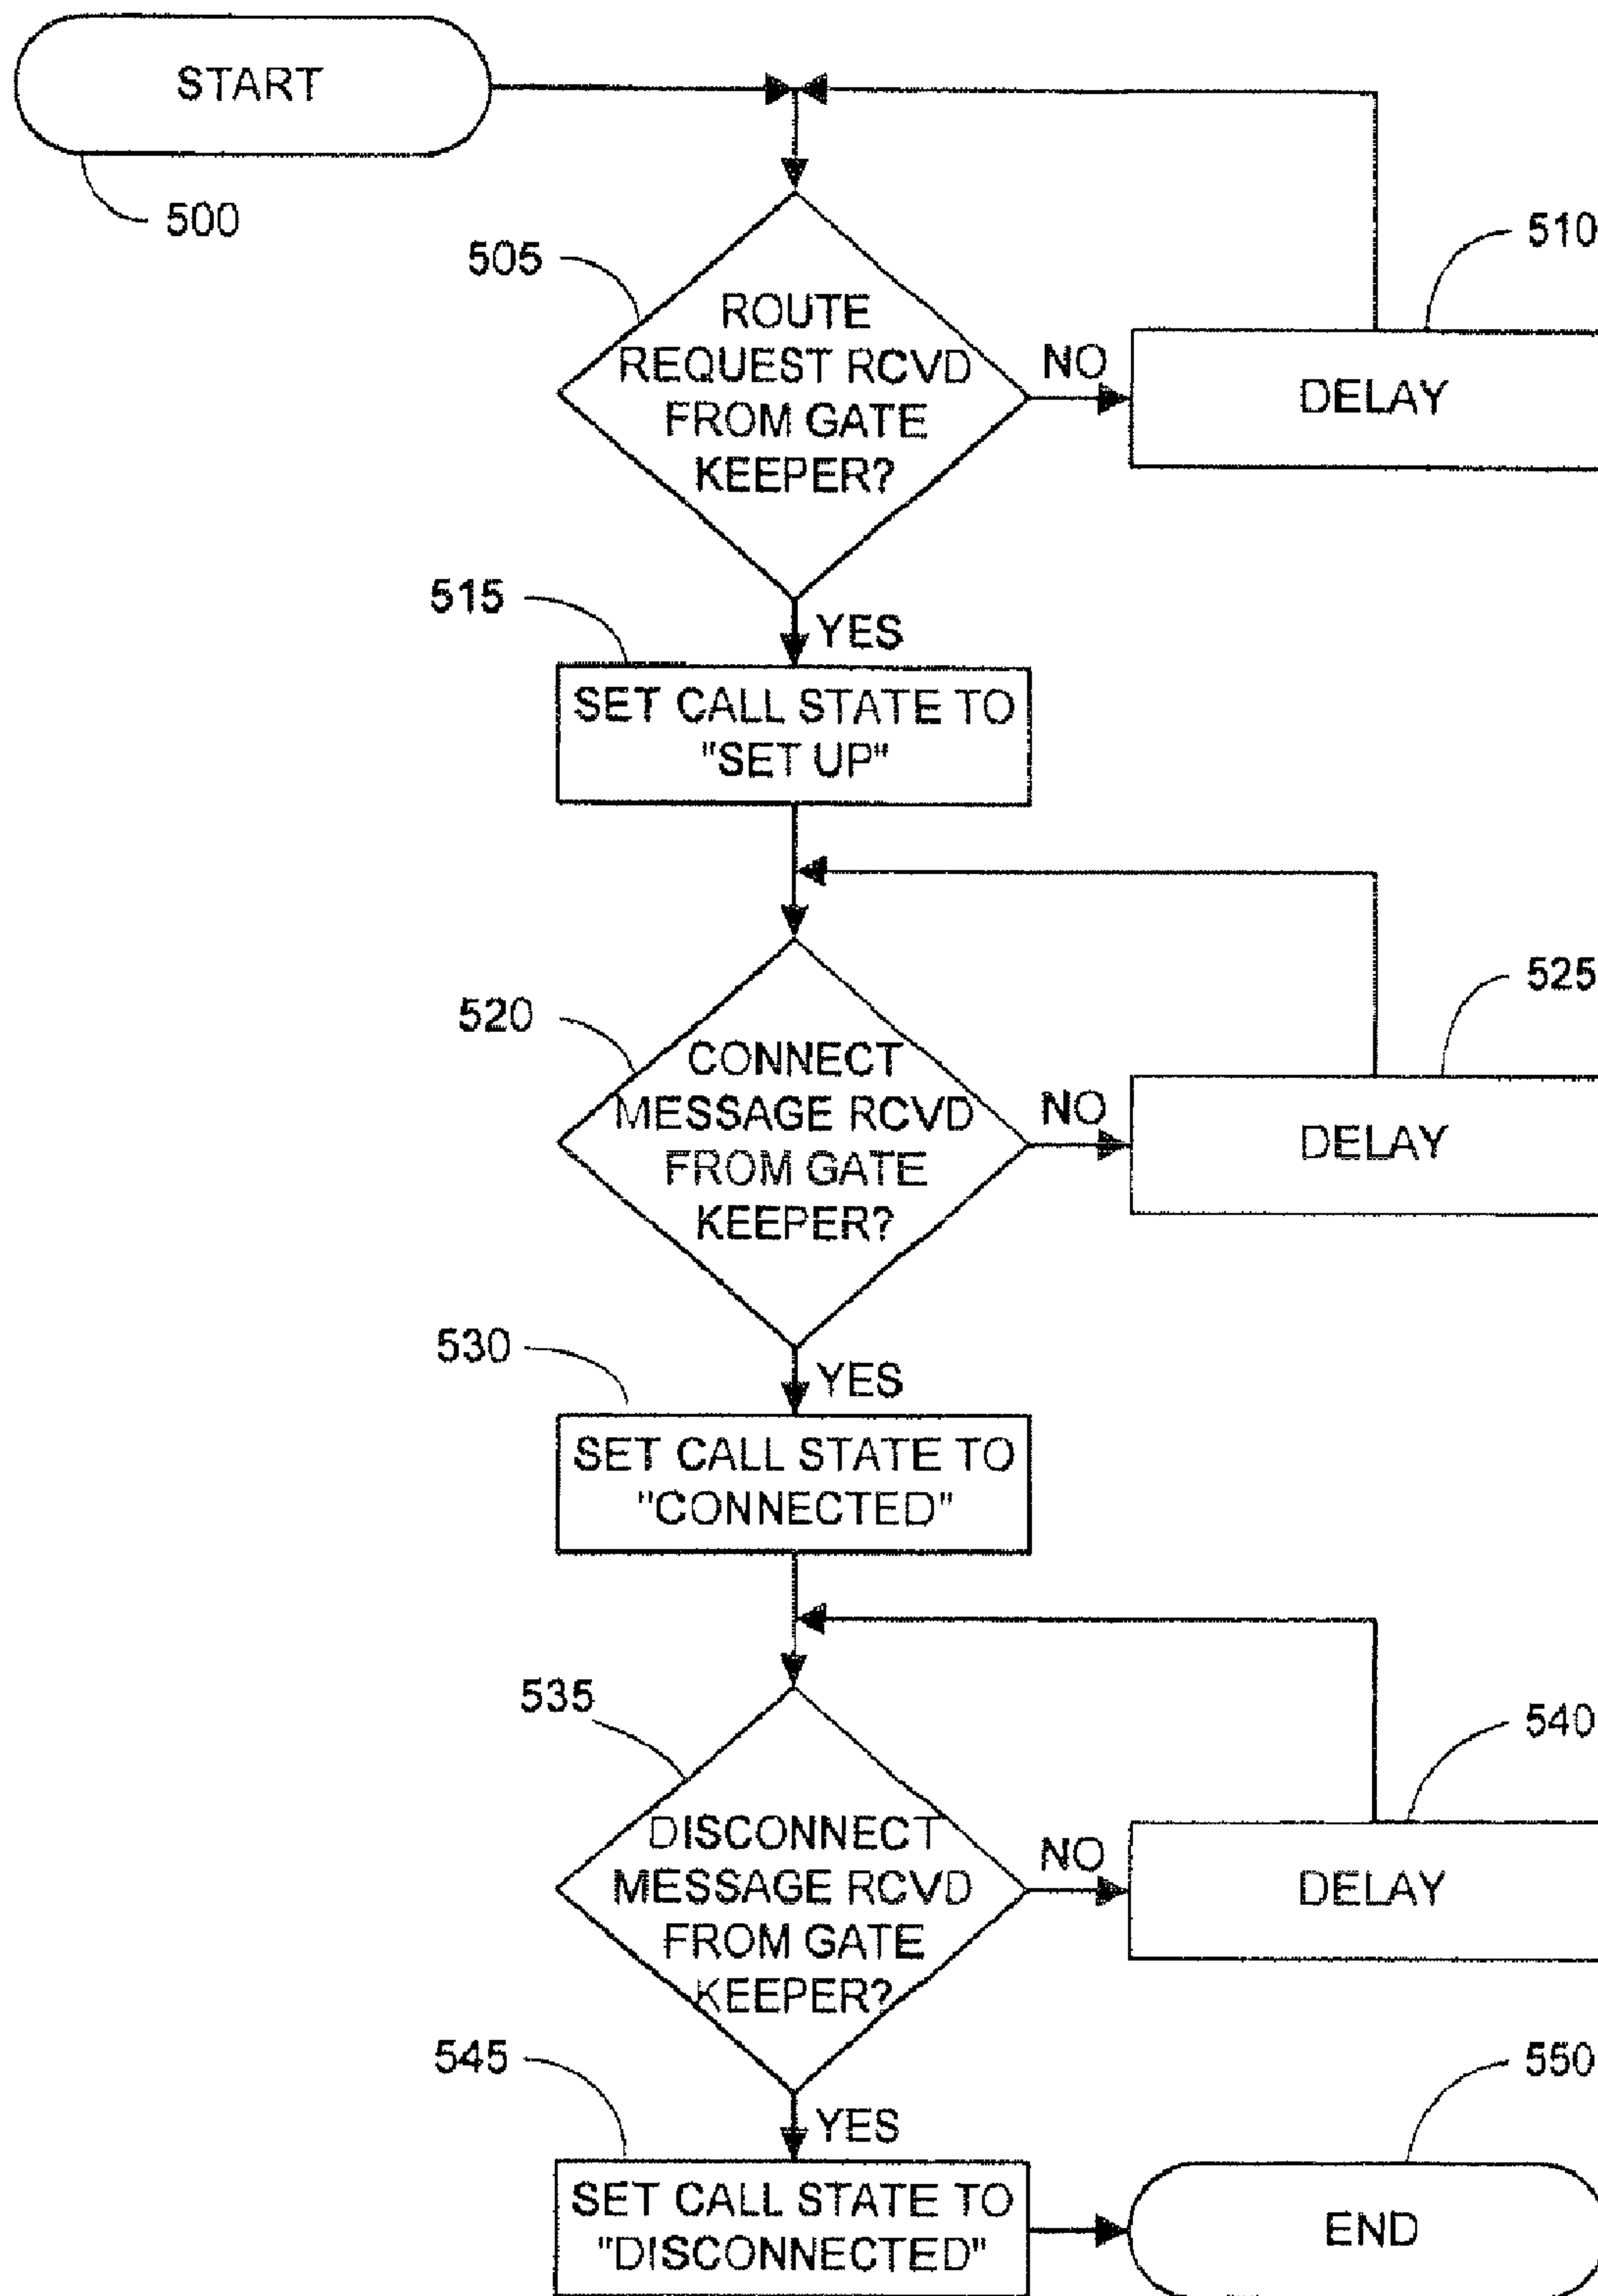 START
500
505
510
ROUTE
REQUEST RCVD
FROM GATE
KEEPER?
NO
DELAY
515
YES
SET CALL STATE TO
"SET UP"
520
525
CONNECT
MESSAGE RCVD
FROM GATE
KEEPER?
NO
DELAY
530
YES
SET CALL STATE TO
"CONNECTED"
535
540
DISCONNECT
MESSAGE RCVD
FROM GATE
KEEPER?
NO
DELAY
545
550
YES
SET CALL STATE TO
"DISCONNECTED"
END